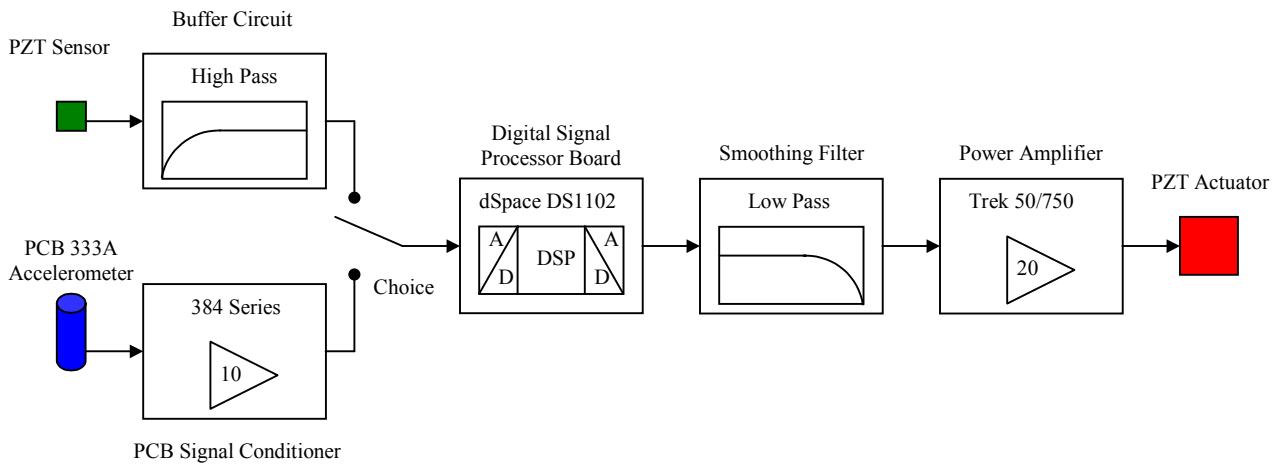 Buffer Circuit
PZT Sensor
High Pass
PCB 333A
Accelerometer
384 Series
10
PCB Signal Conditioner
Choice
Digital Signal
Processor Board
dSpace DS1102
A
D
DSP
A
D
Smoothing Filter
Low Pass
Power Amplifier
Trek 50/750
20
PZT Actuator